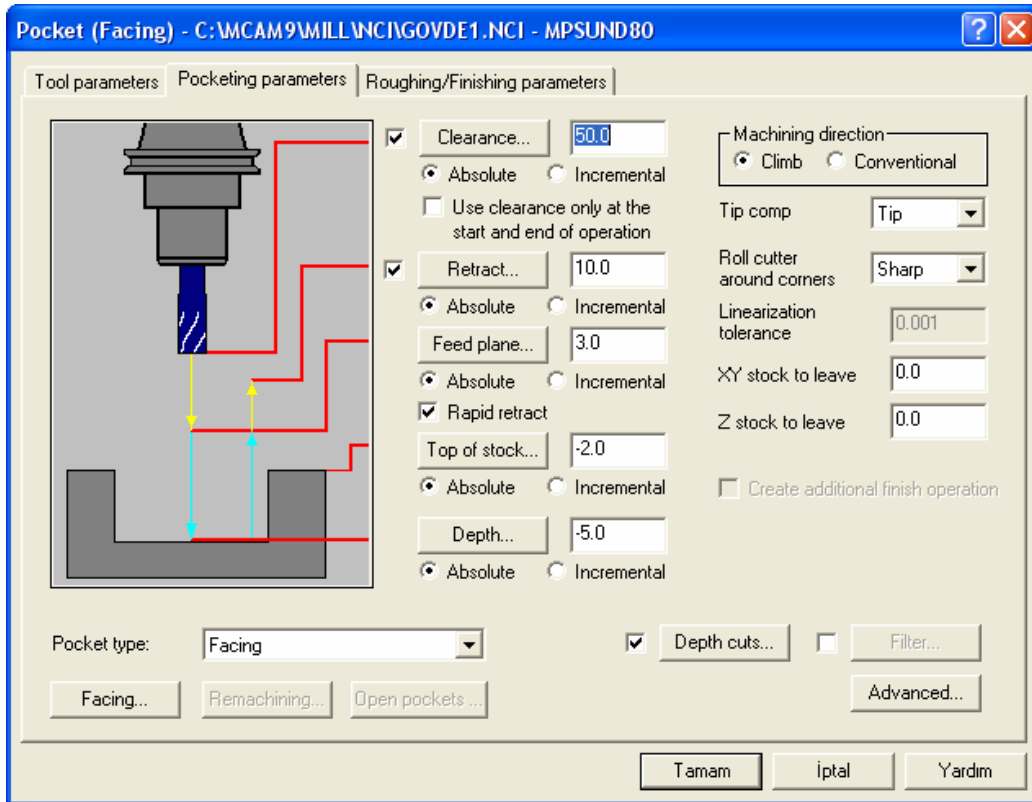 Pocket (Facing) - C:\MCAM9\MILL\NCI\GOVDE1.NCI - MPSUND80
Tool parameters Pocketing parameters Roughing/Finishing parameters
Clearance... 50.0
Absolute Incremental
Use clearance only at the
start and end of operation
Retract... 10.0
Absolute Incremental
Feed plane... 3.0
Absolute Incremental
Rapid retract
Top of stock... -2.0
Absolute Incremental
Depth... -5.0
Absolute Incremental
Machining direction
Climb Conventional
Tip comp Tip
Roll cutter
around corners Sharp
Linearization
tolerance 0.001
XY stock to leave 0.0
Z stock to leave 0.0
Create additional finish operation
Pocket type: Facing
Depth cuts... Filter...
Facing... Remachining... Open pockets ... Advanced...
Tamam İptal Yardım